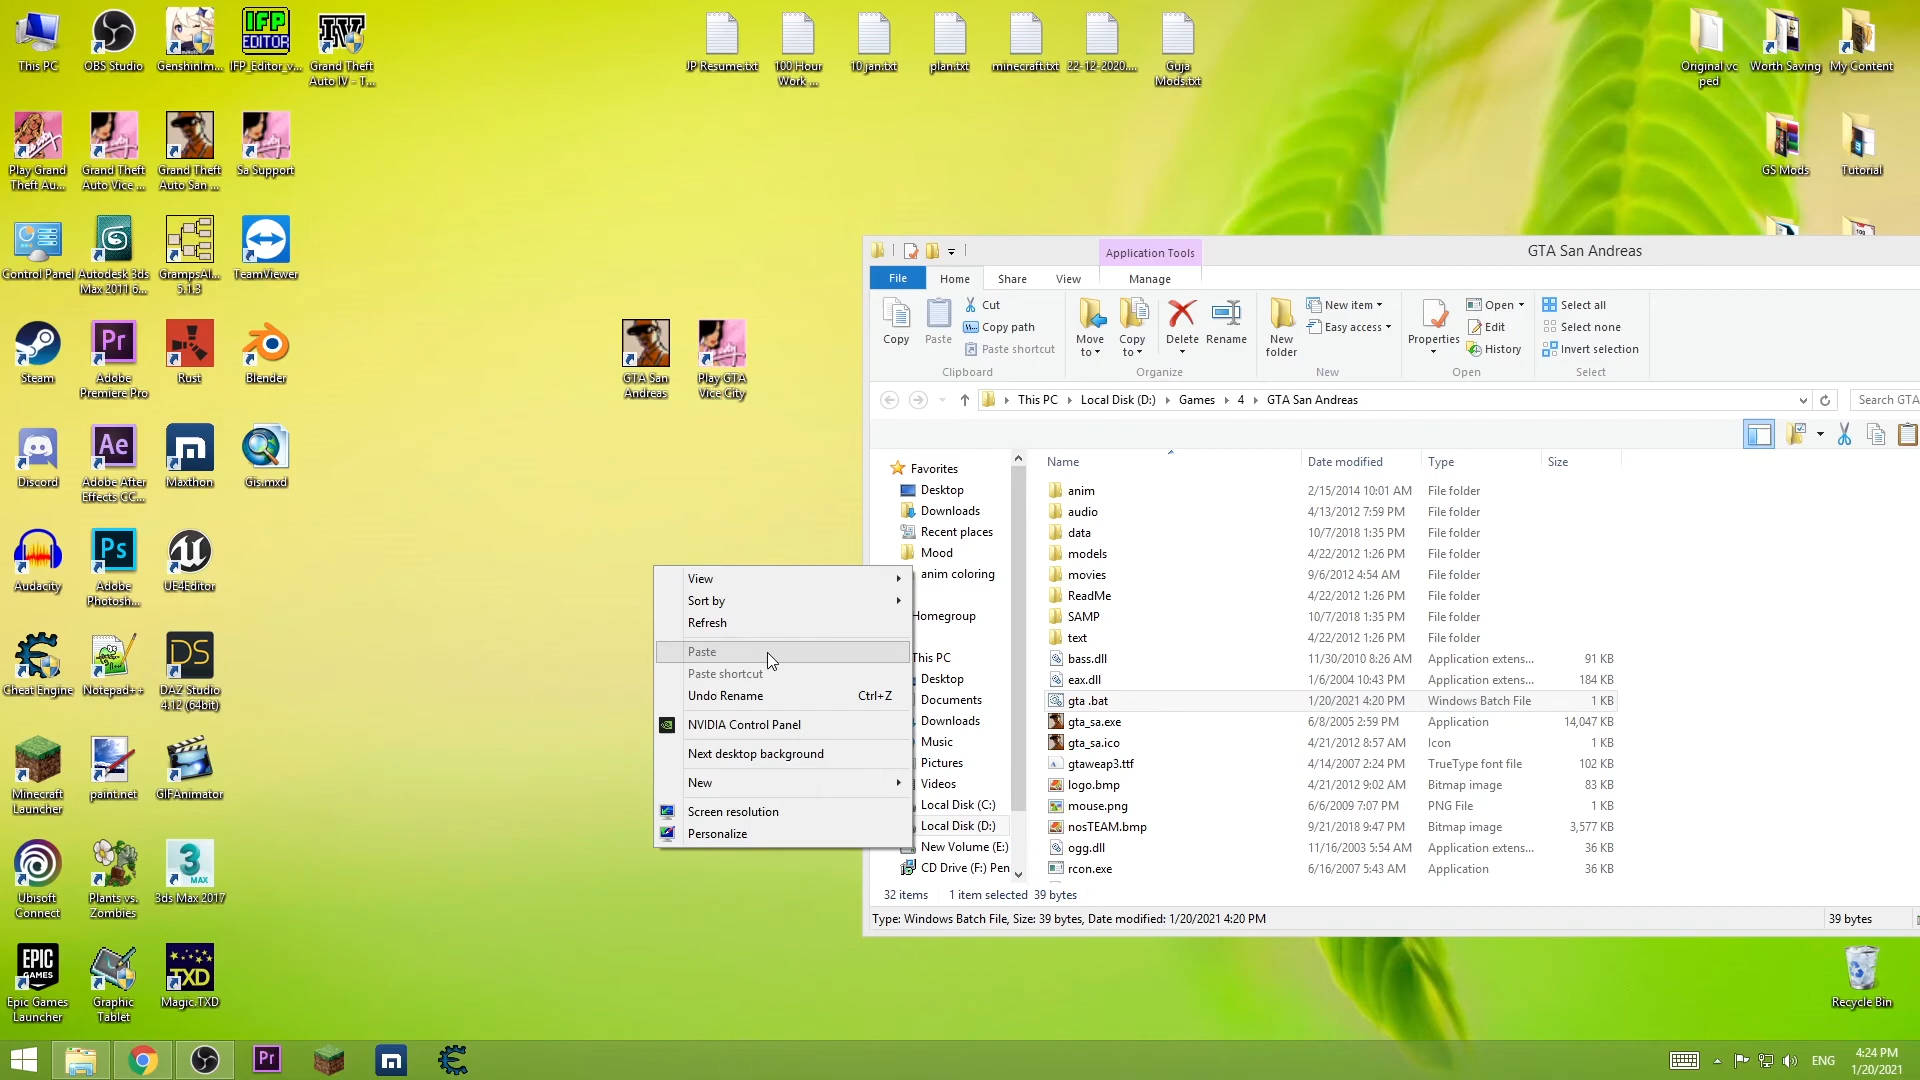 This PC
OBS Studio
GenshinIm...
IFP_Editor_v...
Grand Theft
Auto IV - T...
IFP
EDITOR
IV
JP Resume.txt
100 Hour
Work ...
10 jan.txt
plan.txt
minecraft.txt
22-12-2020....
Guja
Mods.txt
Original vc
ped
Worth Saving
My Content
Play Grand
Theft Au...
Grand Theft
Auto Vice ...
Grand Theft
Auto San ...
Sa Support
GS Mods
Tutorial
Control Panel
Autodesk 3ds
Max 2011 6...
GrampsAI...
5.1.3
TeamViewer
Steam
Pr
Adobe
Premiere Pro
Rust
Blender
GTA San
Andreas
Play GTA
Vice City
Discord
Ae
Adobe After
Effects CC...
Maxthon
Gis.mxd
Audacity
Ps
Adobe
Photosh...
UE4Editor
Cheat Engine
Notepad++
DS
DAZ Studio
4.12 (64bit)
Minecraft
Launcher
paint.net
GIFAnimator
Ubisoft
Connect
Plants vs.
Zombies
3
MAX
3ds Max 2017
EPIC
GAMES
Epic Games
Launcher
Graphic
Tablet
TXD
Magic.TXD
View
Sort by
Refresh
Paste
Paste shortcut
Undo Rename Ctrl+Z
NVIDIA Control Panel
Next desktop background
New
Screen resolution
Personalize
Application Tools
GTA San Andreas
File Home Share View Manage
Copy
Paste
Cut
Copy path
Paste shortcut
Clipboard
Move
to
Copy
to
Delete
Rename
Organize
New
folder
New item
Easy access
New
Properties
Open
Edit
History
Open
Select all
Select none
Invert selection
Select
This PC Local Disk (D:) Games 4 GTA San Andreas
Search GTA
Favorites
Desktop
Downloads
Recent places
Mood
anim coloring
Homegroup
This PC
Desktop
Documents
Downloads
Music
Pictures
Videos
Local Disk (C:)
Local Disk (D:)
New Volume (E:)
CD Drive (F:) Pen
Name Date modified Type Size
anim 2/15/2014 10:01 AM File folder
audio 4/13/2012 7:59 PM File folder
data 10/7/2018 1:35 PM File folder
models 4/22/2012 1:26 PM File folder
movies 9/6/2012 4:54 AM File folder
ReadMe 4/22/2012 1:26 PM File folder
SAMP 10/7/2018 1:35 PM File folder
text 4/22/2012 1:26 PM File folder
bass.dll 11/30/2010 8:26 AM Application extens... 91 KB
eax.dll 1/6/2004 10:43 PM Application extens... 184 KB
gta .bat 1/20/2021 4:20 PM Windows Batch File 1 KB
gta_sa.exe 6/8/2005 2:59 PM Application 14,047 KB
gta_sa.ico 4/21/2012 8:57 AM Icon 1 KB
gtaweap3.ttf 4/14/2007 2:24 PM TrueType font file 102 KB
logo.bmp 4/21/2012 9:02 AM Bitmap image 83 KB
mouse.png 6/6/2009 7:07 PM PNG File 1 KB
nosTEAM.bmp 9/21/2018 9:47 PM Bitmap image 3,577 KB
ogg.dll 11/16/2003 5:54 AM Application extens... 36 KB
rcon.exe 6/16/2007 5:43 AM Application 36 KB
32 items 1 item selected 39 bytes
Type: Windows Batch File, Size: 39 bytes, Date modified: 1/20/2021 4:20 PM
39 bytes
Recycle Bin
Pr
ENG
4:24 PM
1/20/2021